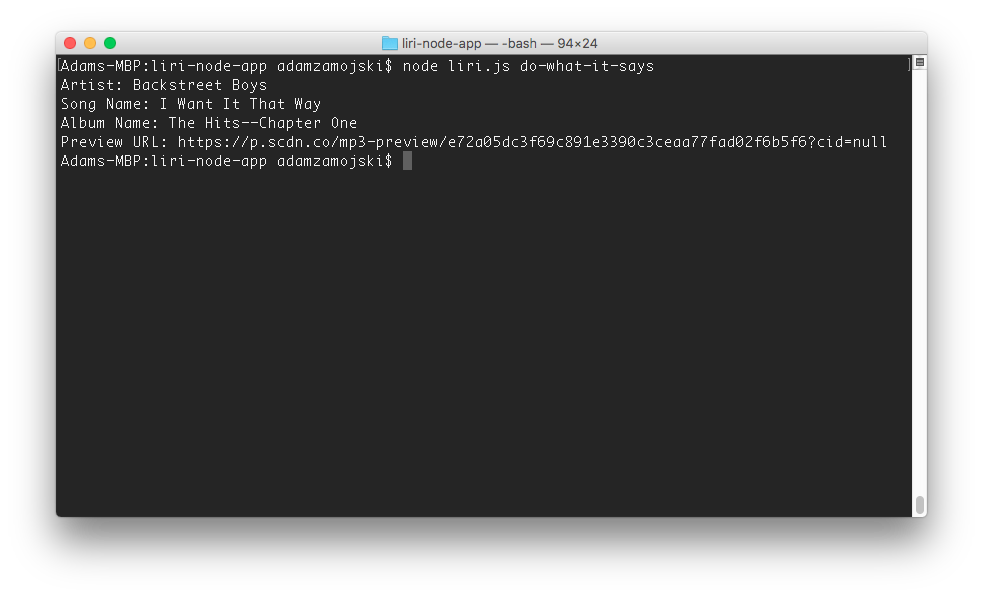 liri-node-app — -bash — 94×24
[Adams-MBP:liri-node-app adamzamojski$ node liri.js do-what-it-says ]
Artist: Backstreet Boys
Song Name: I Want It That Way
Album Name: The Hits--Chapter One
Preview URL: https://p.scdn.co/mp3-preview/e72a05dc3f69c891e3390c3ceaa77fad02f6b5f6?cid=null
Adams-MBP:liri-node-app adamzamojski$